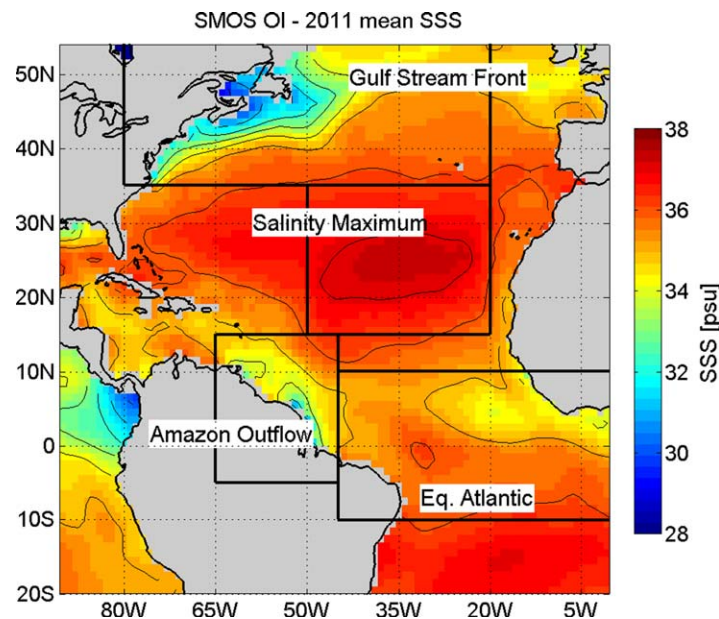 SMOS OI - 2011 mean SSS
50N
40N
30N
20N
10N
0
10S
20S
Gulf Stream Front
Salinity Maximum
Amazon Outflow
Eq. Atlantic
80W 65W 50W 35W 20W 5W
38
36
34
32
30
28
SSS [psu]